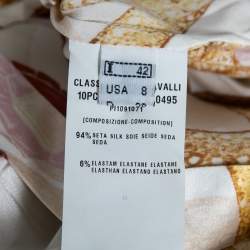 I 42
CLASS VALLI
10PC 0495
USA 8
D 38
[COMPOSIZIONE-COMPOSITION]
94% SETA SILK SOIE SEIDE SEDA
6% ELASTAM ELASTANE ELASTANE
ELASTHAN ELASTANO ELASTANO